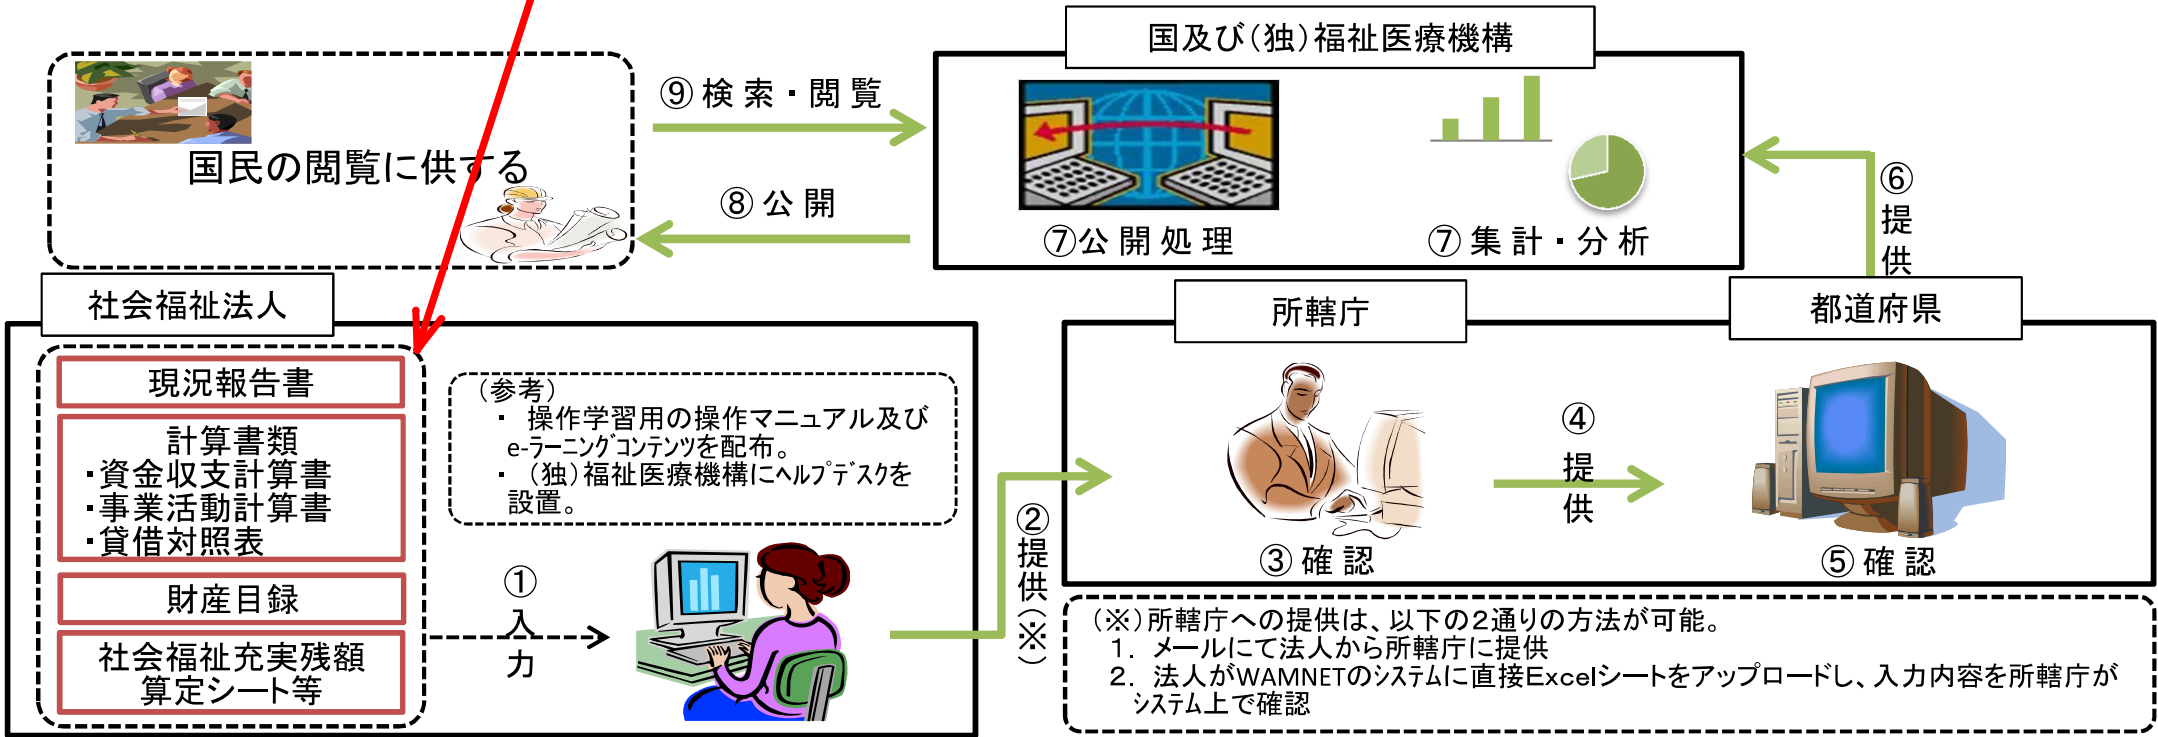 国及び(独)福祉医療機構
⑨検索・閲覧
国民の閲覧に供する
⑧公開
⑦公開処理
⑦集計・分析
⑥
提
供
社会福祉法人
現況報告書
計算書類
・資金収支計算書
・事業活動計算書
・貸借対照表
財産目録
社会福祉充実残額
算定シート等
(参考)
・ 操作学習用の操作マニュアル及び
e-ラーニングコンテンツを配布。
・ (独)福祉医療機構にヘルプデスクを
設置。
①
入
力
②
提
供
(※)
所轄庁
都道府県
④
提
供
③確認
⑤確認
(※)所轄庁への提供は、以下の2通りの方法が可能。
1. メールにて法人から所轄庁に提供
2. 法人がWAMNETのシステムに直接Excelシートをアップロードし、入力内容を所轄庁が
システム上で確認